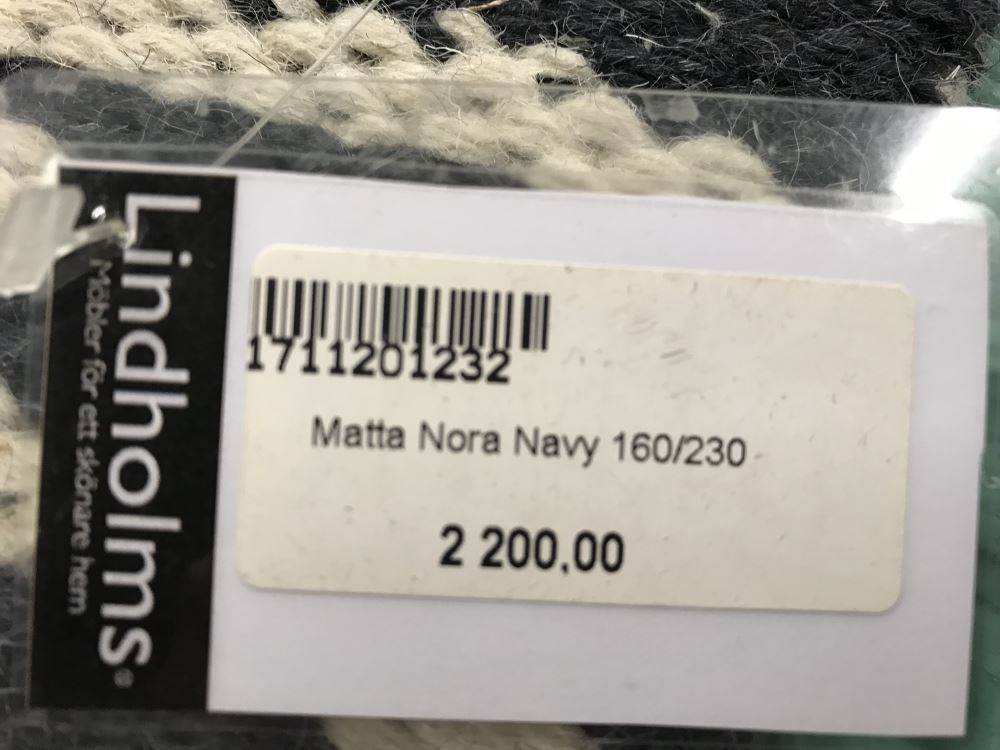 Lindholms®
Möbler för ett skönare hem
1711201232
Matta Nora Navy 160/230
2 200,00